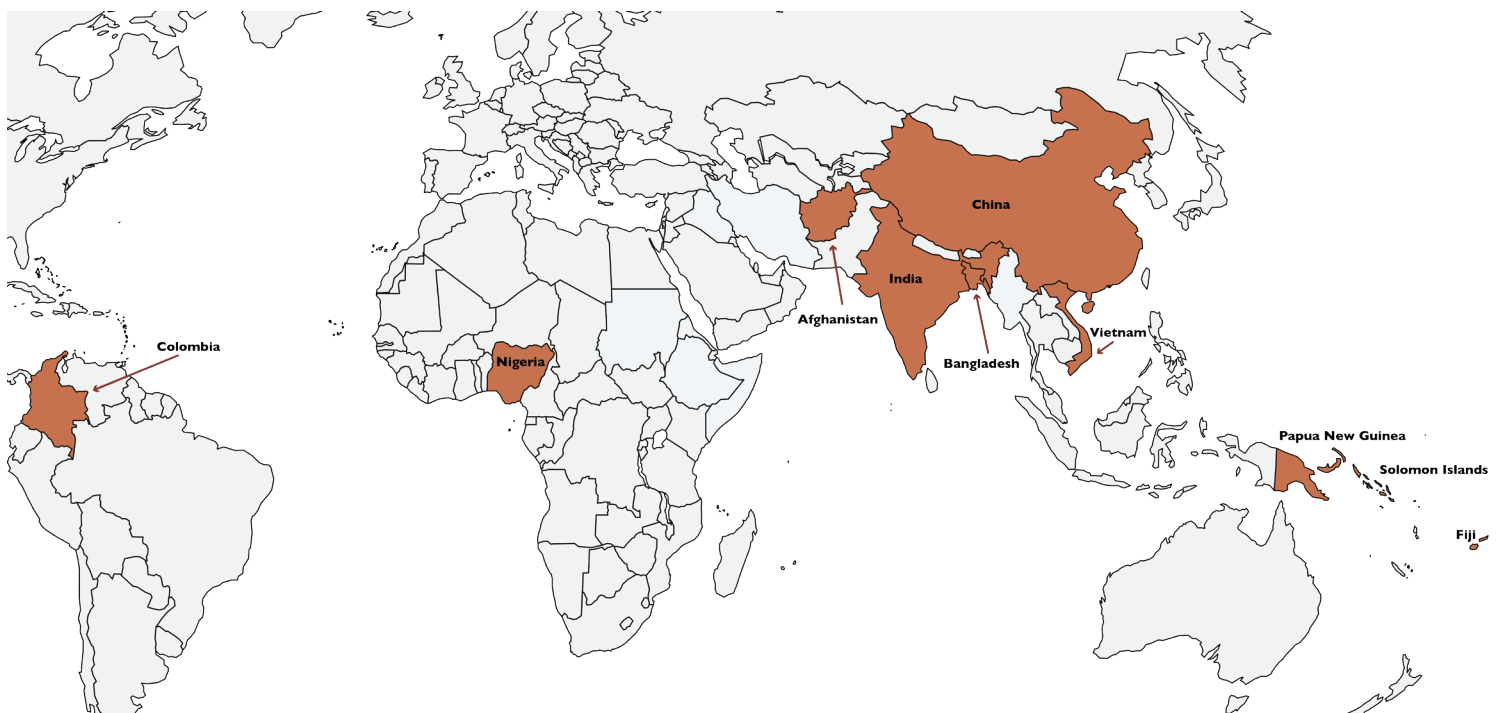 China
India
Afghanistan
Vietnam
Colombia
Nigeria
Bangladesh
Papua New Guinea
Solomon Islands
Fiji